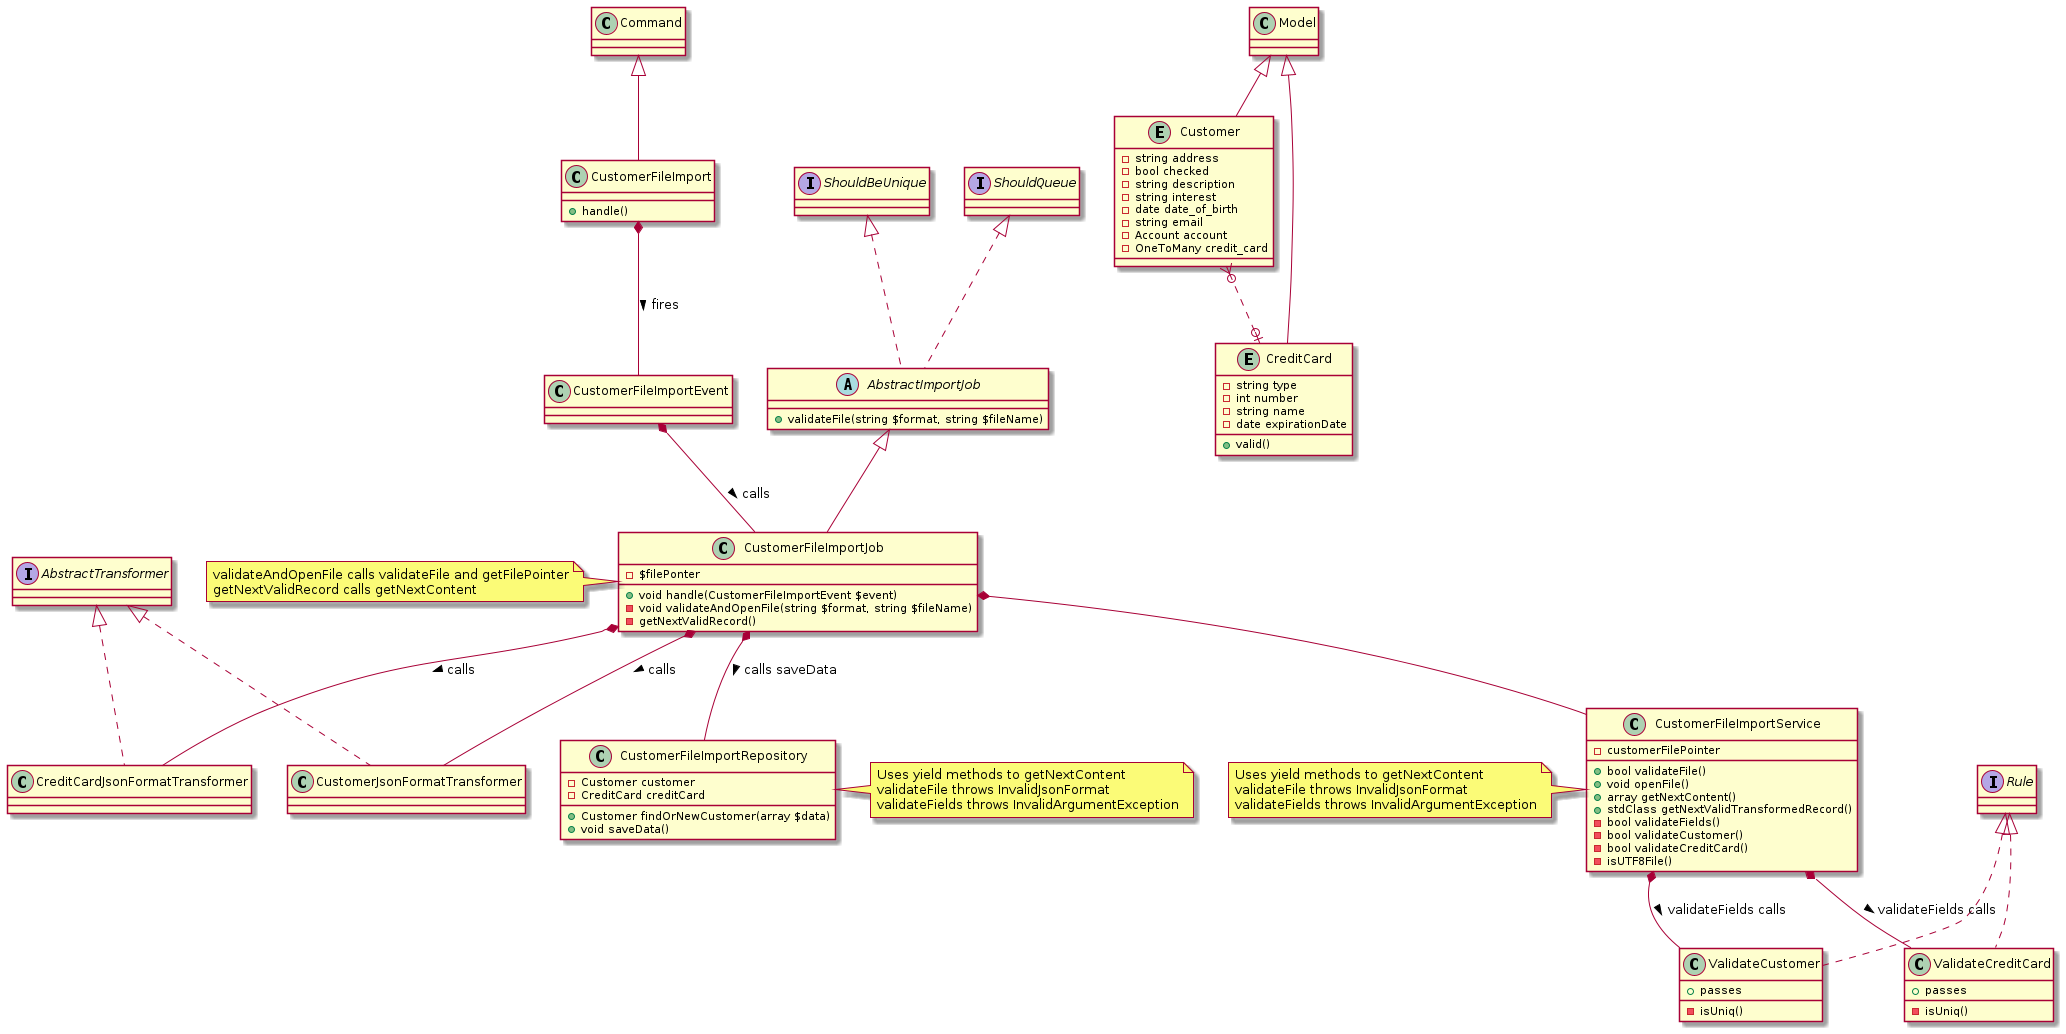 C Command
C Model
E Customer
string address
bool checked
string description
string interest
date date_of_birth
string email
Account account
OneToMany credit_card
C CustomerFileImport
handle()
I ShouldBeUnique
I ShouldQueue
fires
E CreditCard
string type
int number
string name
date expirationDate
valid()
C CustomerFileImportEvent
A AbstractImportJob
validateFile(string $format, string $fileName)
calls
I AbstractTransformer
validateAndOpenFile calls validateFile and getFilePointer
getNextValidRecord calls getNextContent
C CustomerFileImportJob
$filePonter
void handle(CustomerFileImportEvent $event)
void validateAndOpenFile(string $format, string $fileName)
getNextValidRecord()
calls
calls
calls saveData
C CreditCardJsonFormatTransformer
C CustomerJsonFormatTransformer
C CustomerFileImportRepository
Customer customer
CreditCard creditCard
Customer findOrNewCustomer(array $data)
void saveData()
Uses yield methods to getNextContent
validateFile throws InvalidJsonFormat
validateFields throws InvalidArgumentException
Uses yield methods to getNextContent
validateFile throws InvalidJsonFormat
validateFields throws InvalidArgumentException
C CustomerFileImportService
customerFilePointer
bool validateFile()
void openFile()
array getNextContent()
stdClass getNextValidTransformedRecord()
bool validateFields()
bool validateCustomer()
bool validateCreditCard()
isUTF8File()
I Rule
validateFields calls
validateFields calls
C ValidateCustomer
passes
isUniq()
C ValidateCreditCard
passes
isUniq()